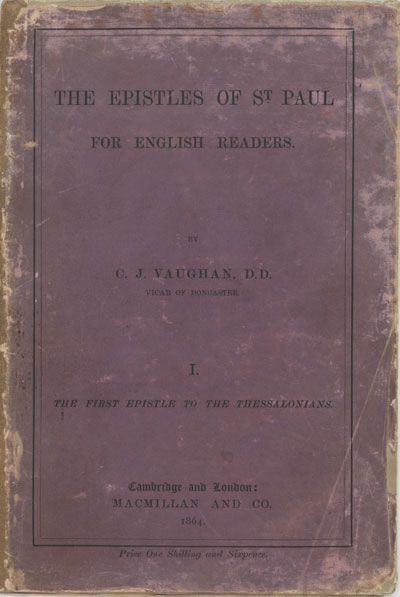 THE EPISTLES OF ST PAUL
FOR ENGLISH READERS.
BY
C. J. VAUGHAN, D.D.
VICAR OF DONCASTER.
I.
THE FIRST EPISTLE TO THE THESSALONIANS.
Cambridge and London:
MACMILLAN AND CO.
1864.
Price One Shilling and Sixpence.